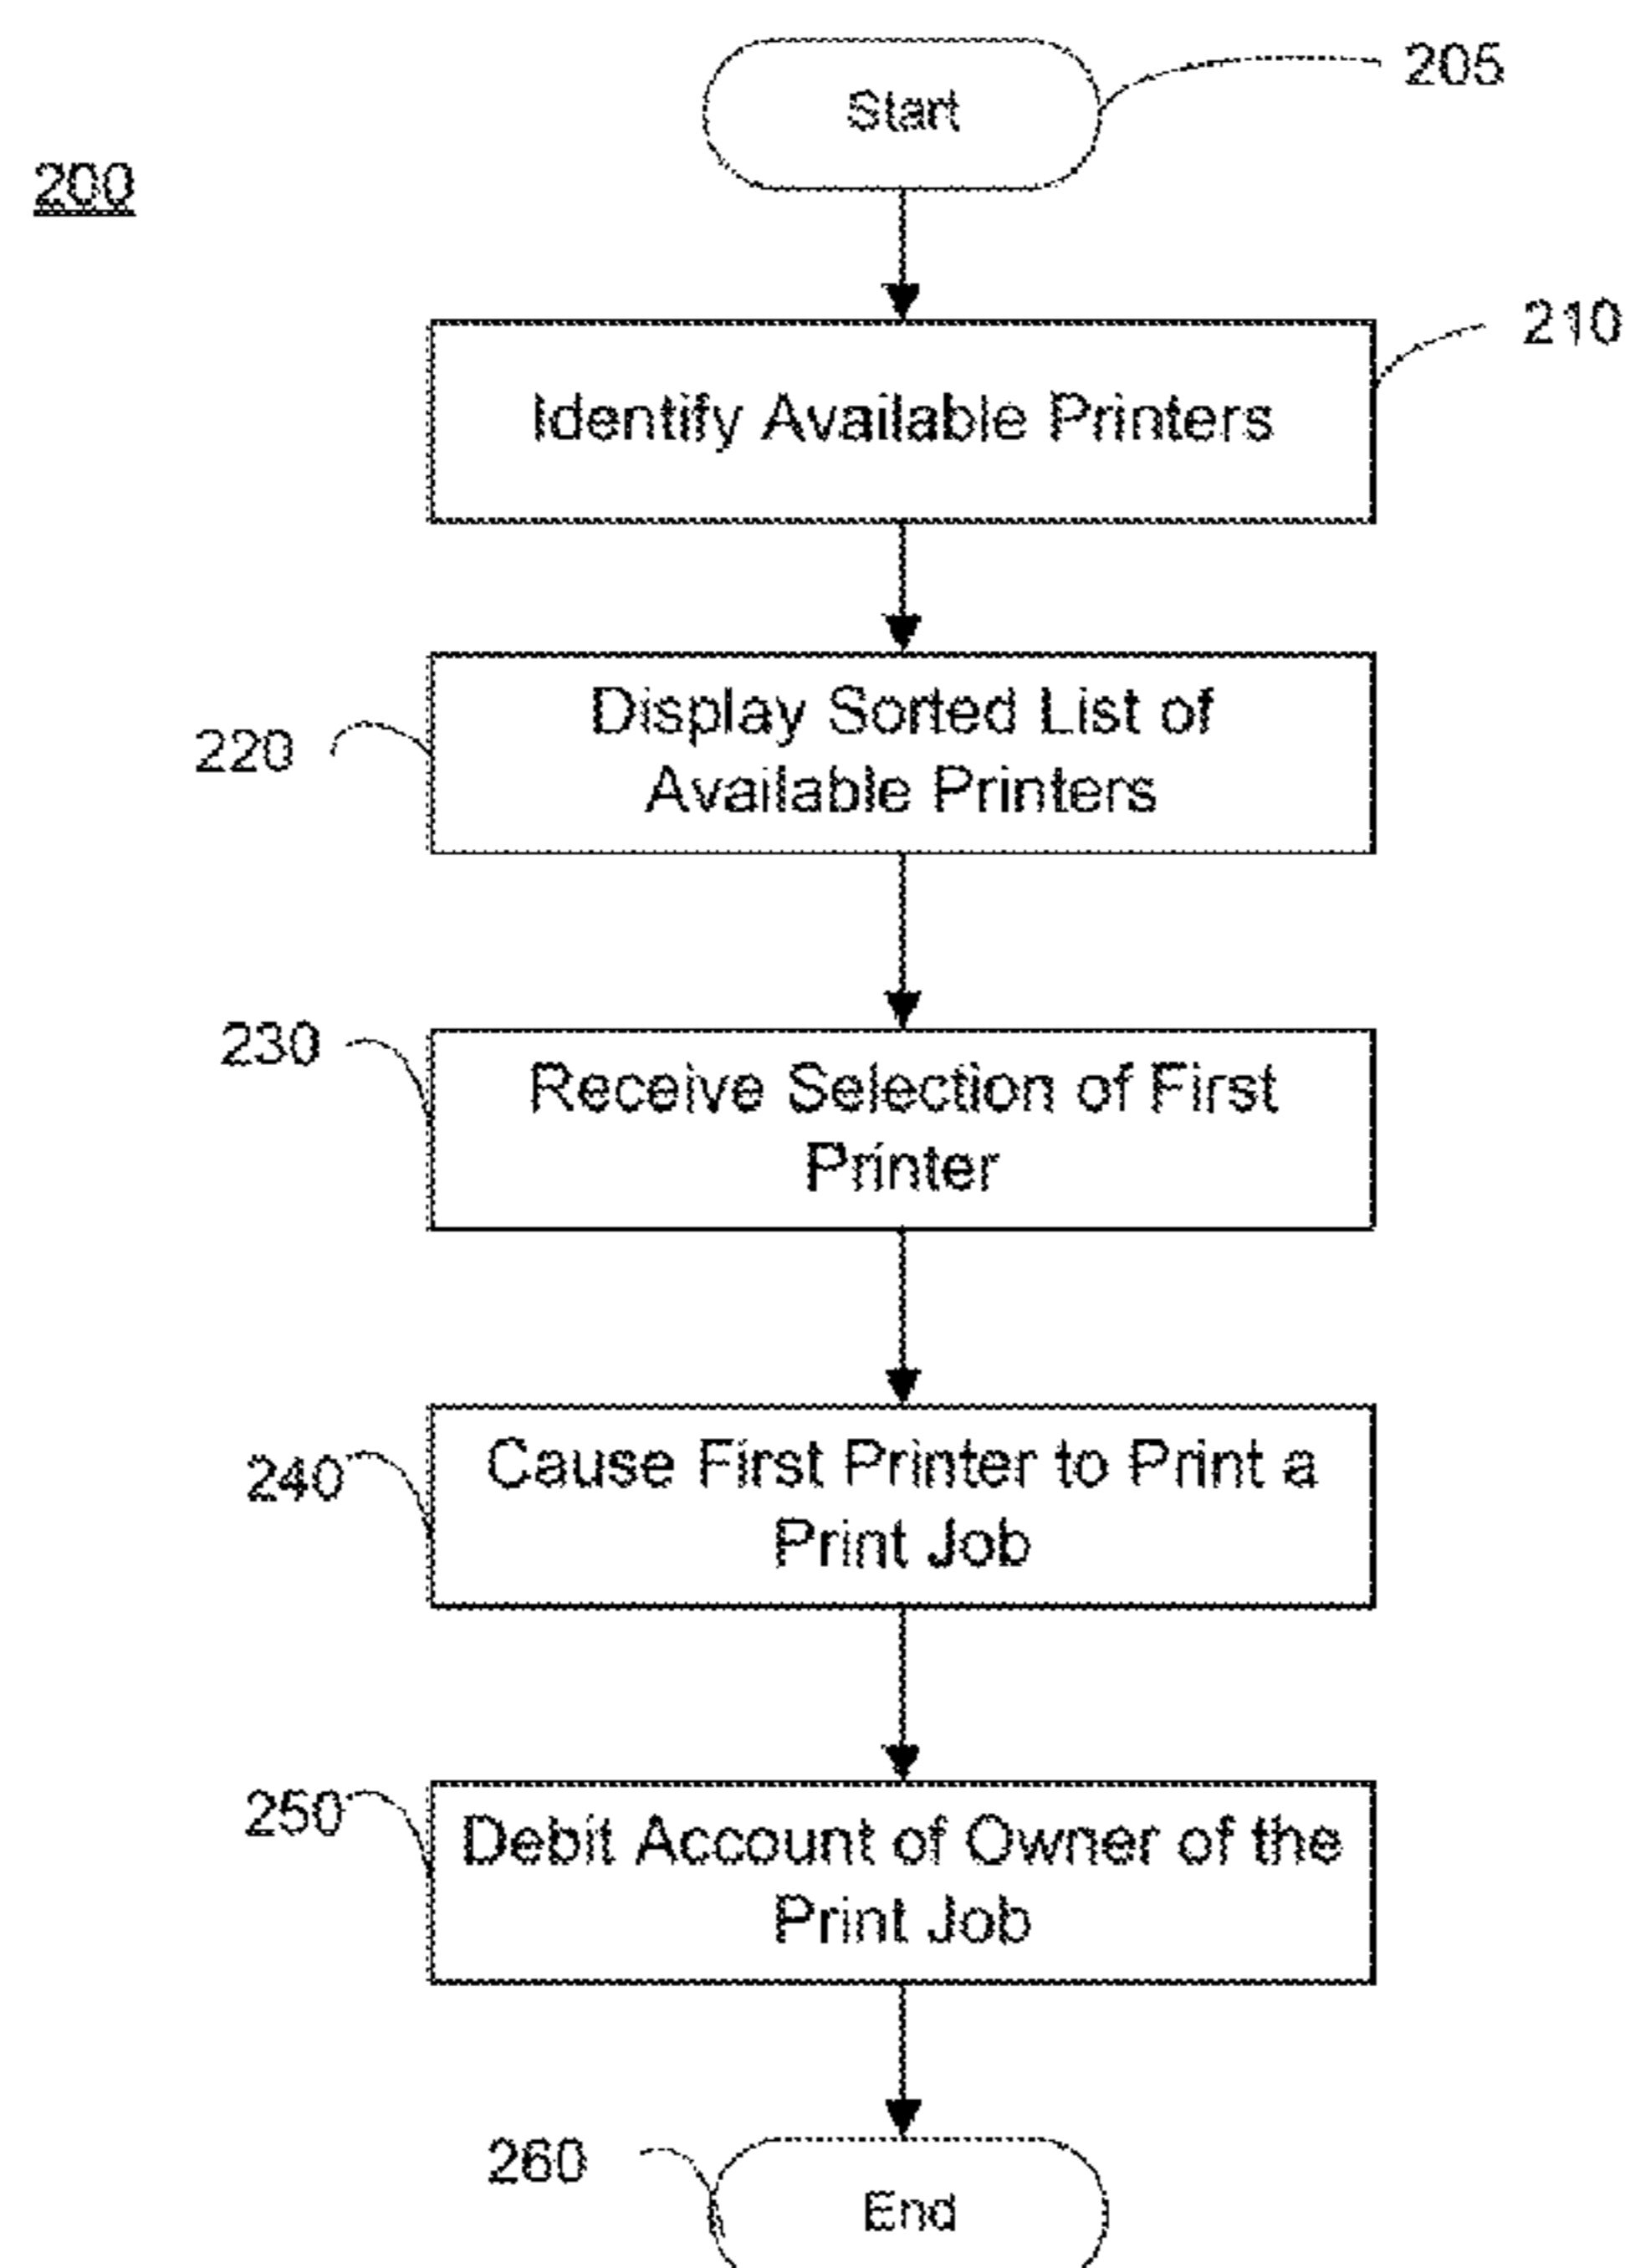 Start
205
200
210
Identify Available Printers
Display Sorted List of
Available Printers
220
230
Receive Selection of First
Printer
240
Cause First Printer to Print a
Print Job
250
Debit Account of Owner of the
Print Job
260
End